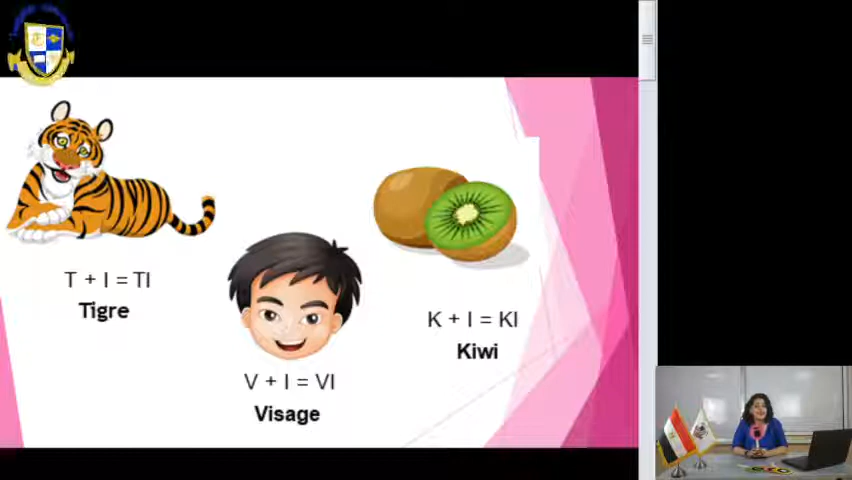 T + I = TI
Tigre
V + I = VI
Visage
K + I = KI
Kiwi